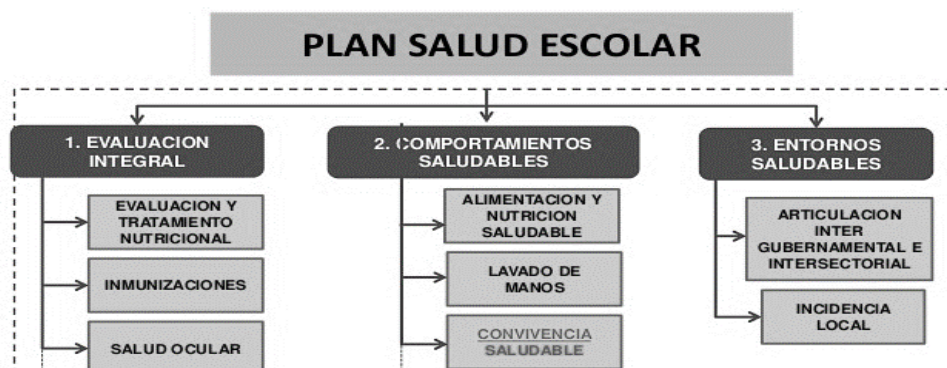 PLAN SALUD ESCOLAR
1. EVALUACION
INTEGRAL
EVALUACION Y
TRATAMIENTO
NUTRICIONAL
INMUNIZACIONES
SALUD OCULAR
2. COMPORTAMIENTOS
SALUDABLES
ALIMENTACION Y
NUTRICION
SALUDABLE
LAVADO DE
MANOS
CONVIVENCIA
SALUDABLE
3. ENTORNOS
SALUDABLES
ARTICULACION
INTER
GUBERNAMENTAL E
INTERSECTORIAL
INCIDENCIA
LOCAL